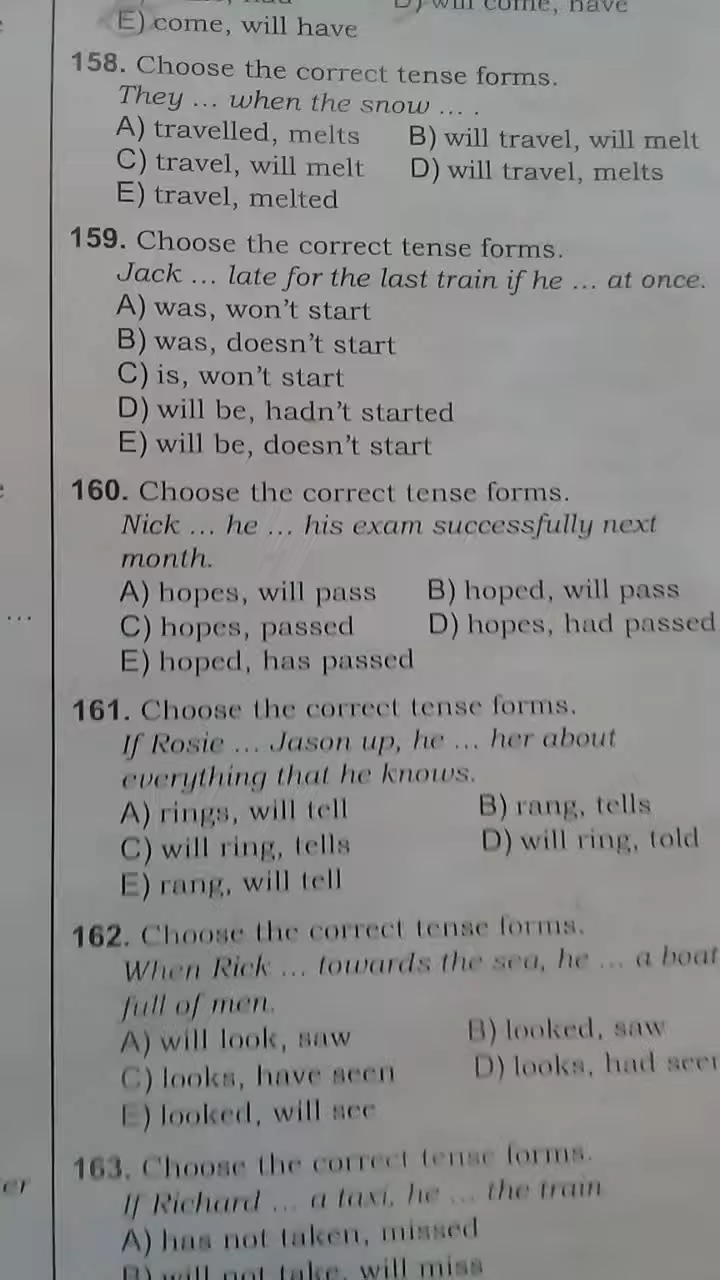 D) will come, have
E) come, will have
158. Choose the correct tense forms.
They ... when the snow ... .
A) travelled, melts B) will travel, will melt
C) travel, will melt D) will travel, melts
E) travel, melted
159. Choose the correct tense forms.
Jack ... late for the last train if he ... at once.
A) was, won't start
B) was, doesn't start
C) is, won't start
D) will be, hadn't started
E) will be, doesn't start
160. Choose the correct tense forms.
Nick ... he ... his exam successfully next
month.
A) hopes, will pass B) hoped, will pass
C) hopes, passed D) hopes, had passed
E) hoped, has passed
161. Choose the correct tense forms.
If Rosie ... Jason up, he ... her about
everything that he knows.
A) rings, will tell B) rang, tells
C) will ring, tells D) will ring, told
E) rang, will tell
162. Choose the correct tense forms.
When Rick ... towards the sea, he ... a boat
full of men.
A) will look, saw B) looked, saw
C) looks, have seen D) looks, had
E) looked, will see
163. Choose the correct tense forms.
If Richard ... a taxi, he ... the train
A) has not taken, missed
B) will not take, will miss